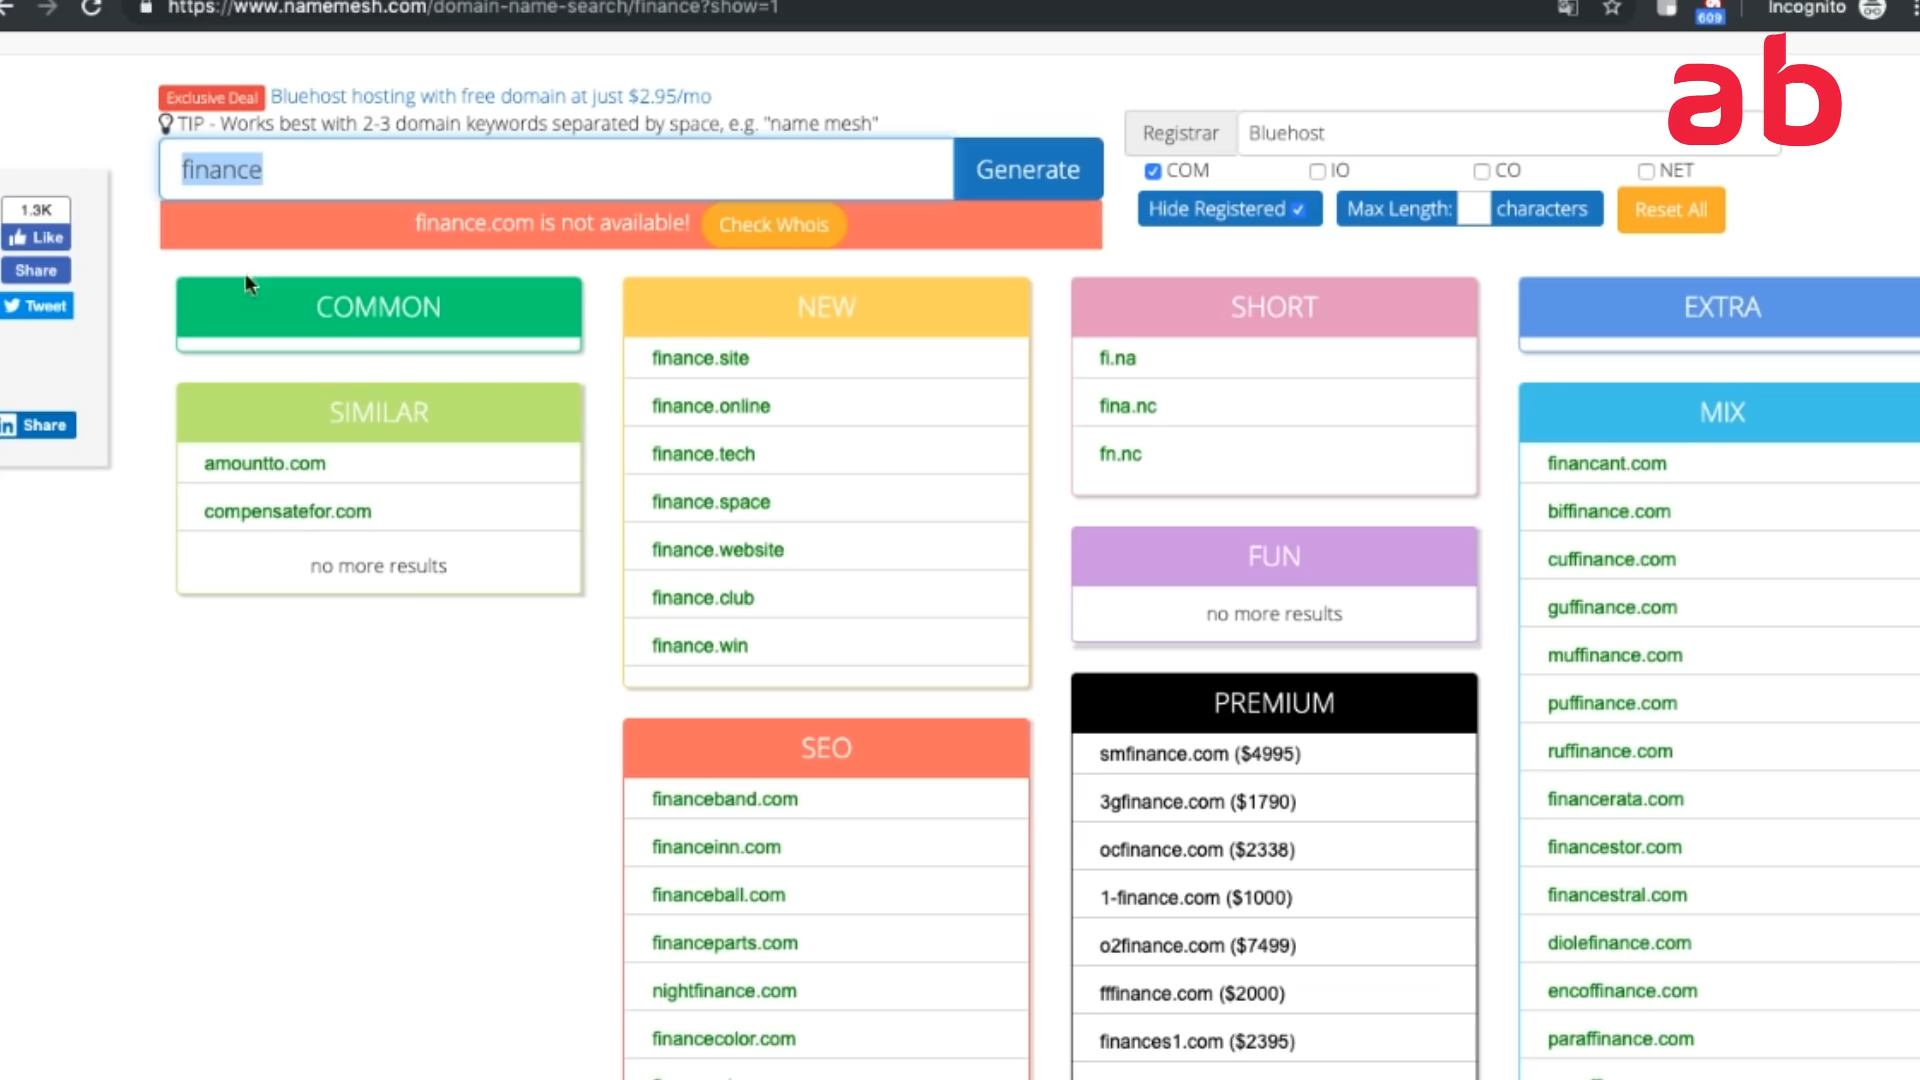 https://www.namemesh.com/domain-name-search/finance?show=1
609
Incognito
ab
Exclusive Deal Bluehost hosting with free domain at just $2.95/mo
TIP - Works best with 2-3 domain keywords separated by space, e.g. "name mesh"
finance
Generate
finance.com is not available!
Check Whois
Registrar
Bluehost
COM
IO
CO
NET
Hide Registered
Max Length:
characters
Reset All
1.3K
Like
Share
Tweet
in Share
COMMON
SIMILAR
amountto.com
compensatefor.com
no more results
NEW
finance.site
finance.online
finance.tech
finance.space
finance.website
finance.club
finance.win
SEO
financeband.com
financeinn.com
financeball.com
financeparts.com
nightfinance.com
financecolor.com
SHORT
fi.na
fina.nc
fn.nc
FUN
no more results
PREMIUM
smfinance.com ($4995)
3gfinance.com ($1790)
ocfinance.com ($2338)
1-finance.com ($1000)
o2finance.com ($7499)
fffinance.com ($2000)
finances1.com ($2395)
EXTRA
MIX
financant.com
biffinance.com
cuffinance.com
guffinance.com
muffinance.com
puffinance.com
ruffinance.com
financerata.com
financestor.com
financestral.com
diolefinance.com
encoffinance.com
paraffinance.com